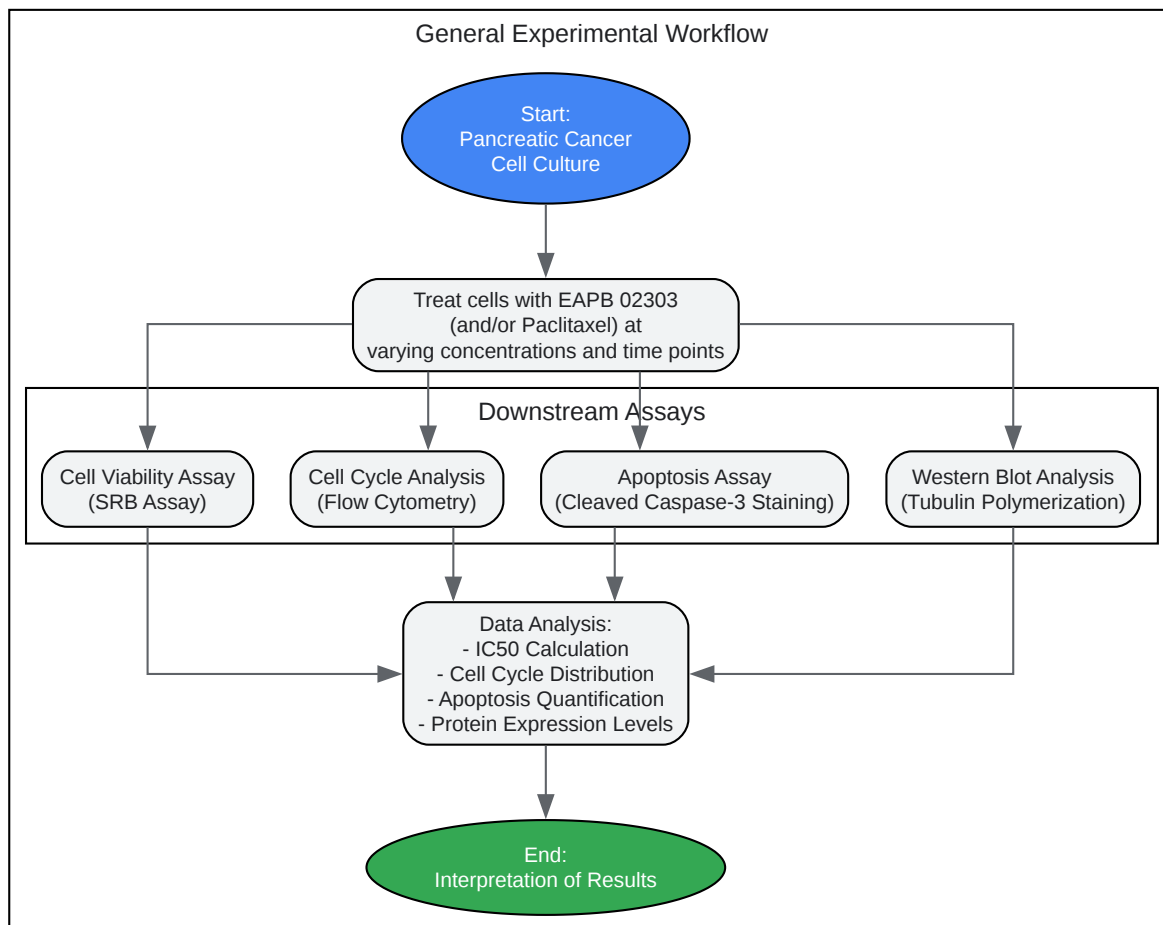 General Experimental Workflow
Start:
Pancreatic Cancer
Cell Culture
Treat cells with EAPB 02303
(and/or Paclitaxel) at
varying concentrations and time points
Downstream Assays
Cell Viability Assay
(SRB Assay)
Cell Cycle Analysis
(Flow Cytometry)
Apoptosis Assay
(Cleaved Caspase-3 Staining)
Western Blot Analysis
(Tubulin Polymerization)
Data Analysis:
- IC50 Calculation
- Cell Cycle Distribution
- Apoptosis Quantification
- Protein Expression Levels
End:
Interpretation of Results